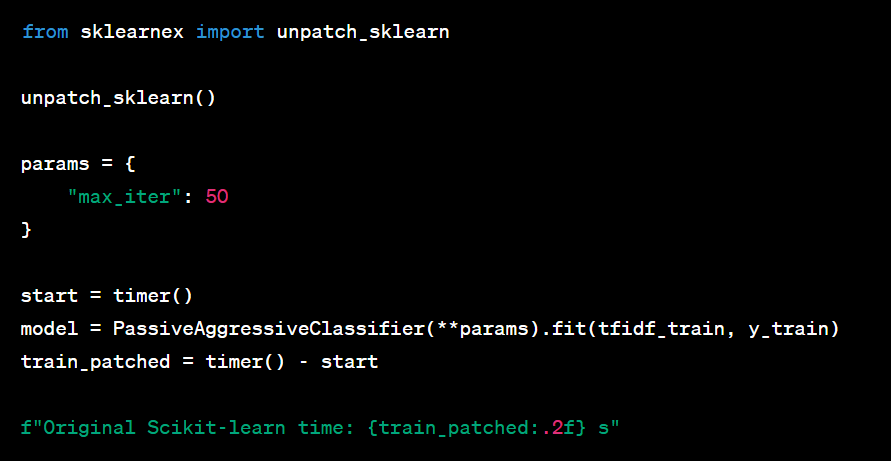 from sklearnex import unpatch_sklearn
unpatch_sklearn()
params = {
    "max_iter": 50
}
start = timer()
model = PassiveAggressiveClassifier(**params).fit(tfidf_train, y_train)
train_patched = timer() - start
f"Original Scikit-learn time: {train_patched:.2f} s"